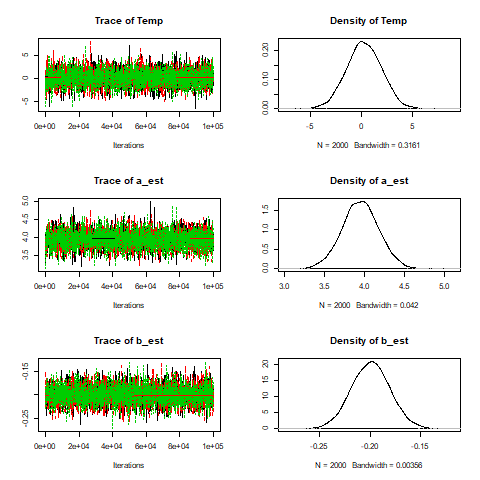 Trace of Temp
5
0
-5
0e+00 2e+04 4e+04 6e+04 8e+04 1e+05
Iterations
Density of Temp
0.20
0.10
0.00
-5 0 5
N = 2000 Bandwidth = 0.3161
Trace of a_est
5.0
4.5
4.0
3.5
0e+00 2e+04 4e+04 6e+04 8e+04 1e+05
Iterations
Density of a_est
1.5
1.0
0.5
0.0
3.0 3.5 4.0 4.5 5.0
N = 2000 Bandwidth = 0.042
Trace of b_est
-0.15
-0.25
0e+00 2e+04 4e+04 6e+04 8e+04 1e+05
Iterations
Density of b_est
20
15
10
5
0
-0.25 -0.20 -0.15
N = 2000 Bandwidth = 0.00356